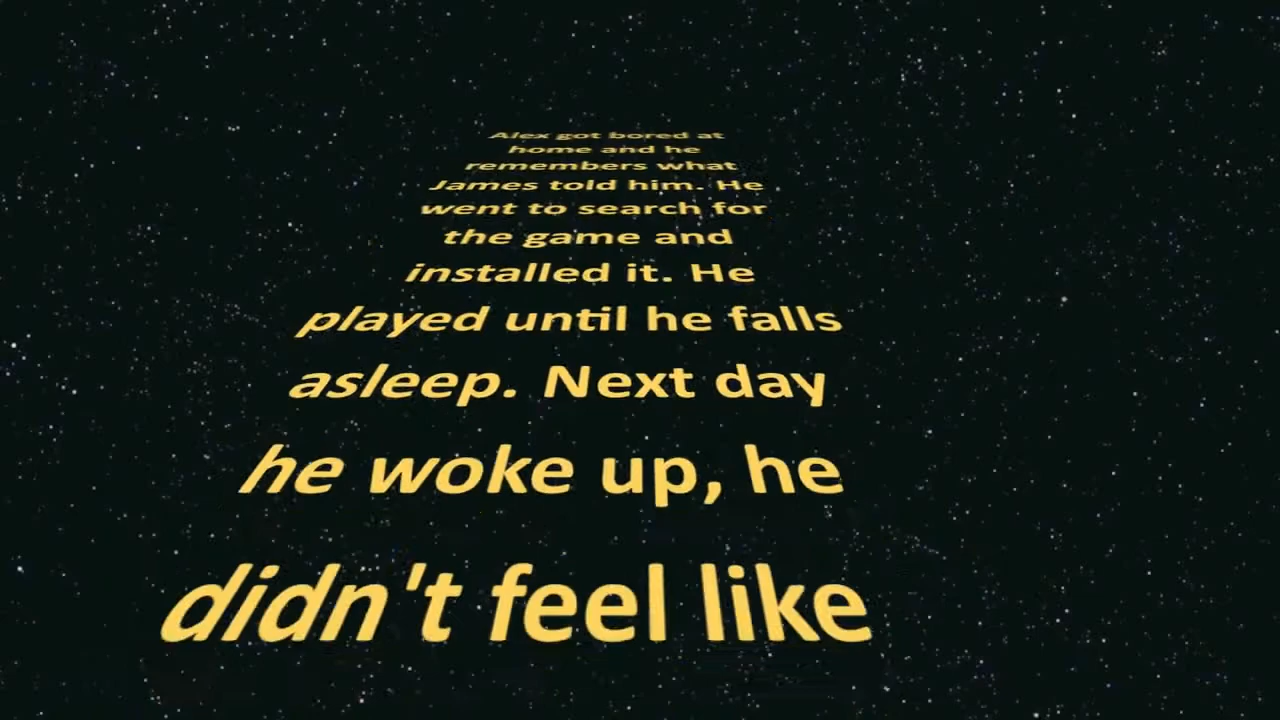 Alex got bored at
home and he
remembers what
James told him. He
went to search for
the game and
installed it. He
played until he falls
asleep. Next day
he woke up, he
didn't feel like